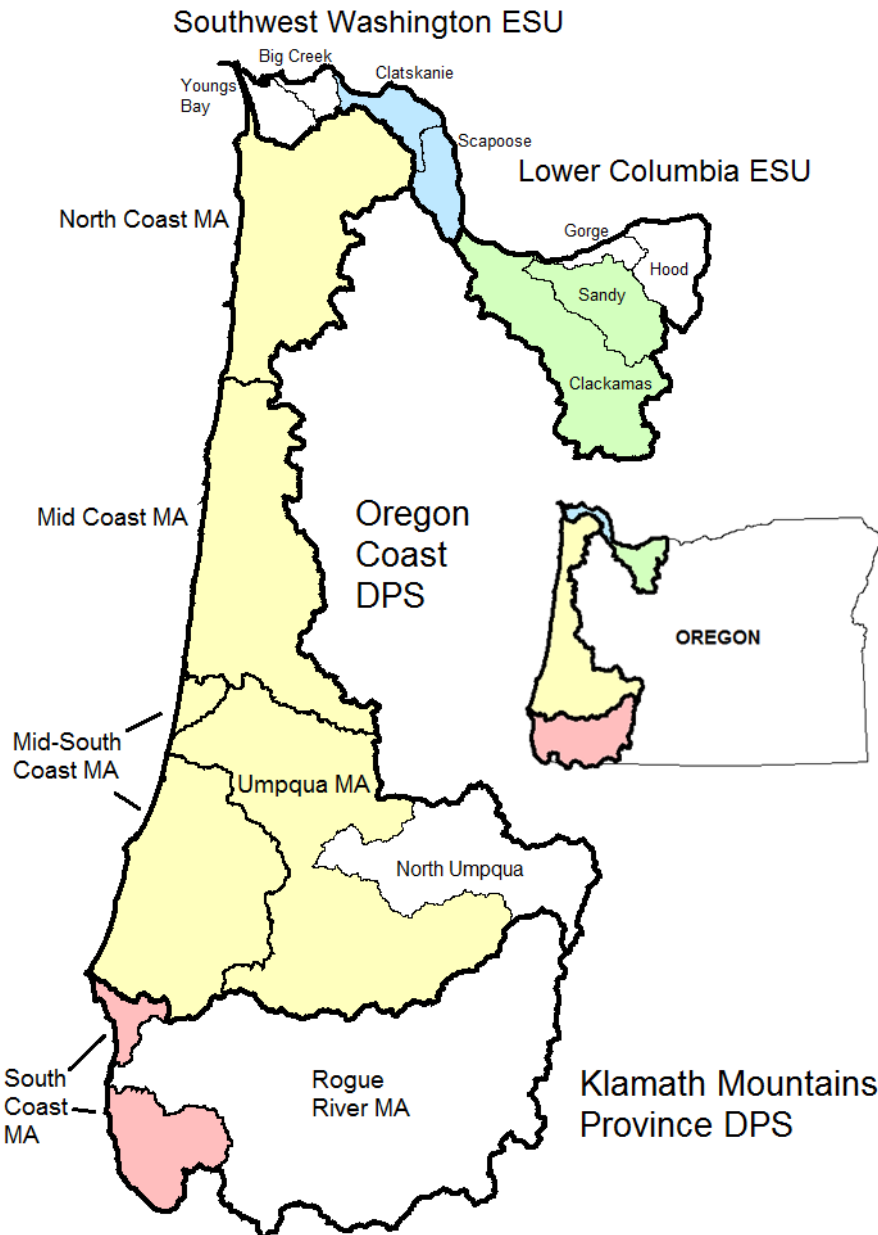 Southwest Washington ESU
Big Creek
Clatskanie
Youngs
Bay
Scapoose
Lower Columbia ESU
North Coast MA
Gorge
Hood
Sandy
Clackamas
Mid Coast MA
Oregon
Coast
DPS
OREGON
Mid-South
Coast MA
Umpqua MA
North Umpqua
South
Coast
MA
Rogue
River MA
Klamath Mountains
Province DPS